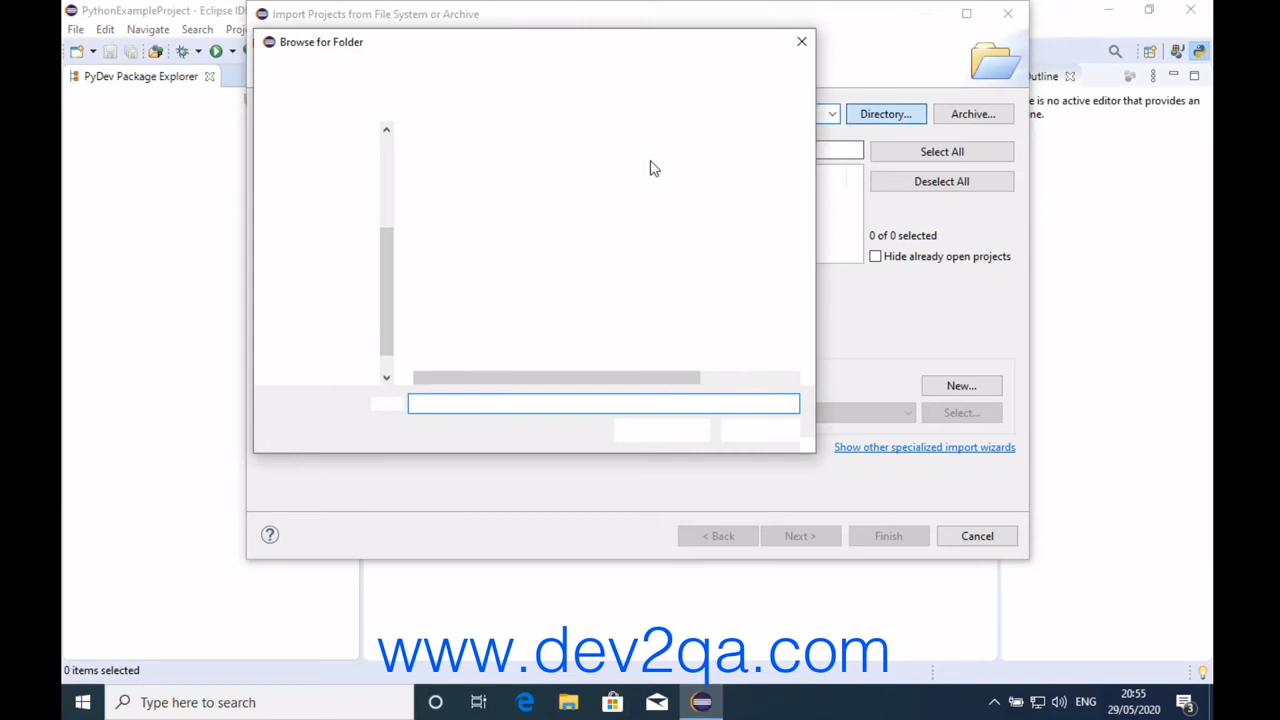 PythonExampleProject - Eclipse ID
Import Projects from File System or Archive
File Edit Navigate Search Proj
Browse for Folder
PyDev Package Explorer
utline
Directory...
Archive...
e is no active editor that provides an
ne.
Select All
Deselect All
0 of 0 selected
Hide already open projects
New...
Select...
Show other specialized import wizards
< Back
Next >
Finish
Cancel
www.dev2qa.com
0 items selected
Type here to search
ENG
20:55
29/05/2020
3